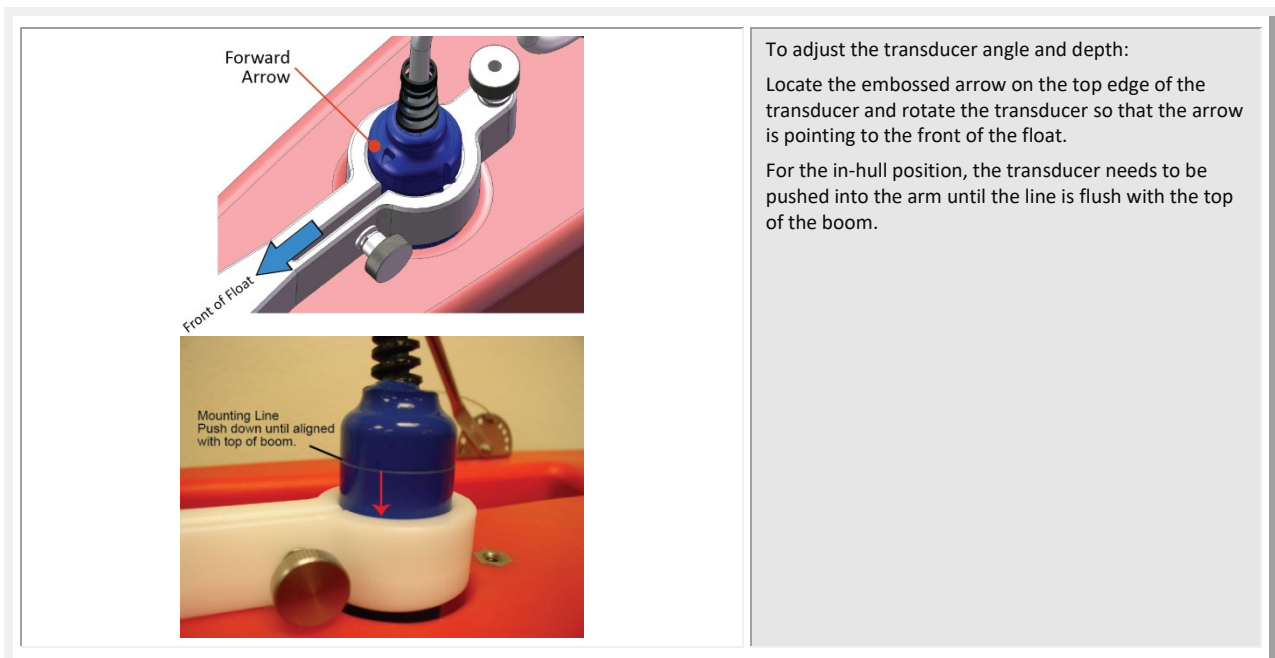 Forward
Arrow
Front of Float
Mounting Line
Push down until aligned
with top of boom.
To adjust the transducer angle and depth:
Locate the embossed arrow on the top edge of the
transducer and rotate the transducer so that the arrow
is pointing to the front of the float.
For the in-hull position, the transducer needs to be
pushed into the arm until the line is flush with the top
of the boom.